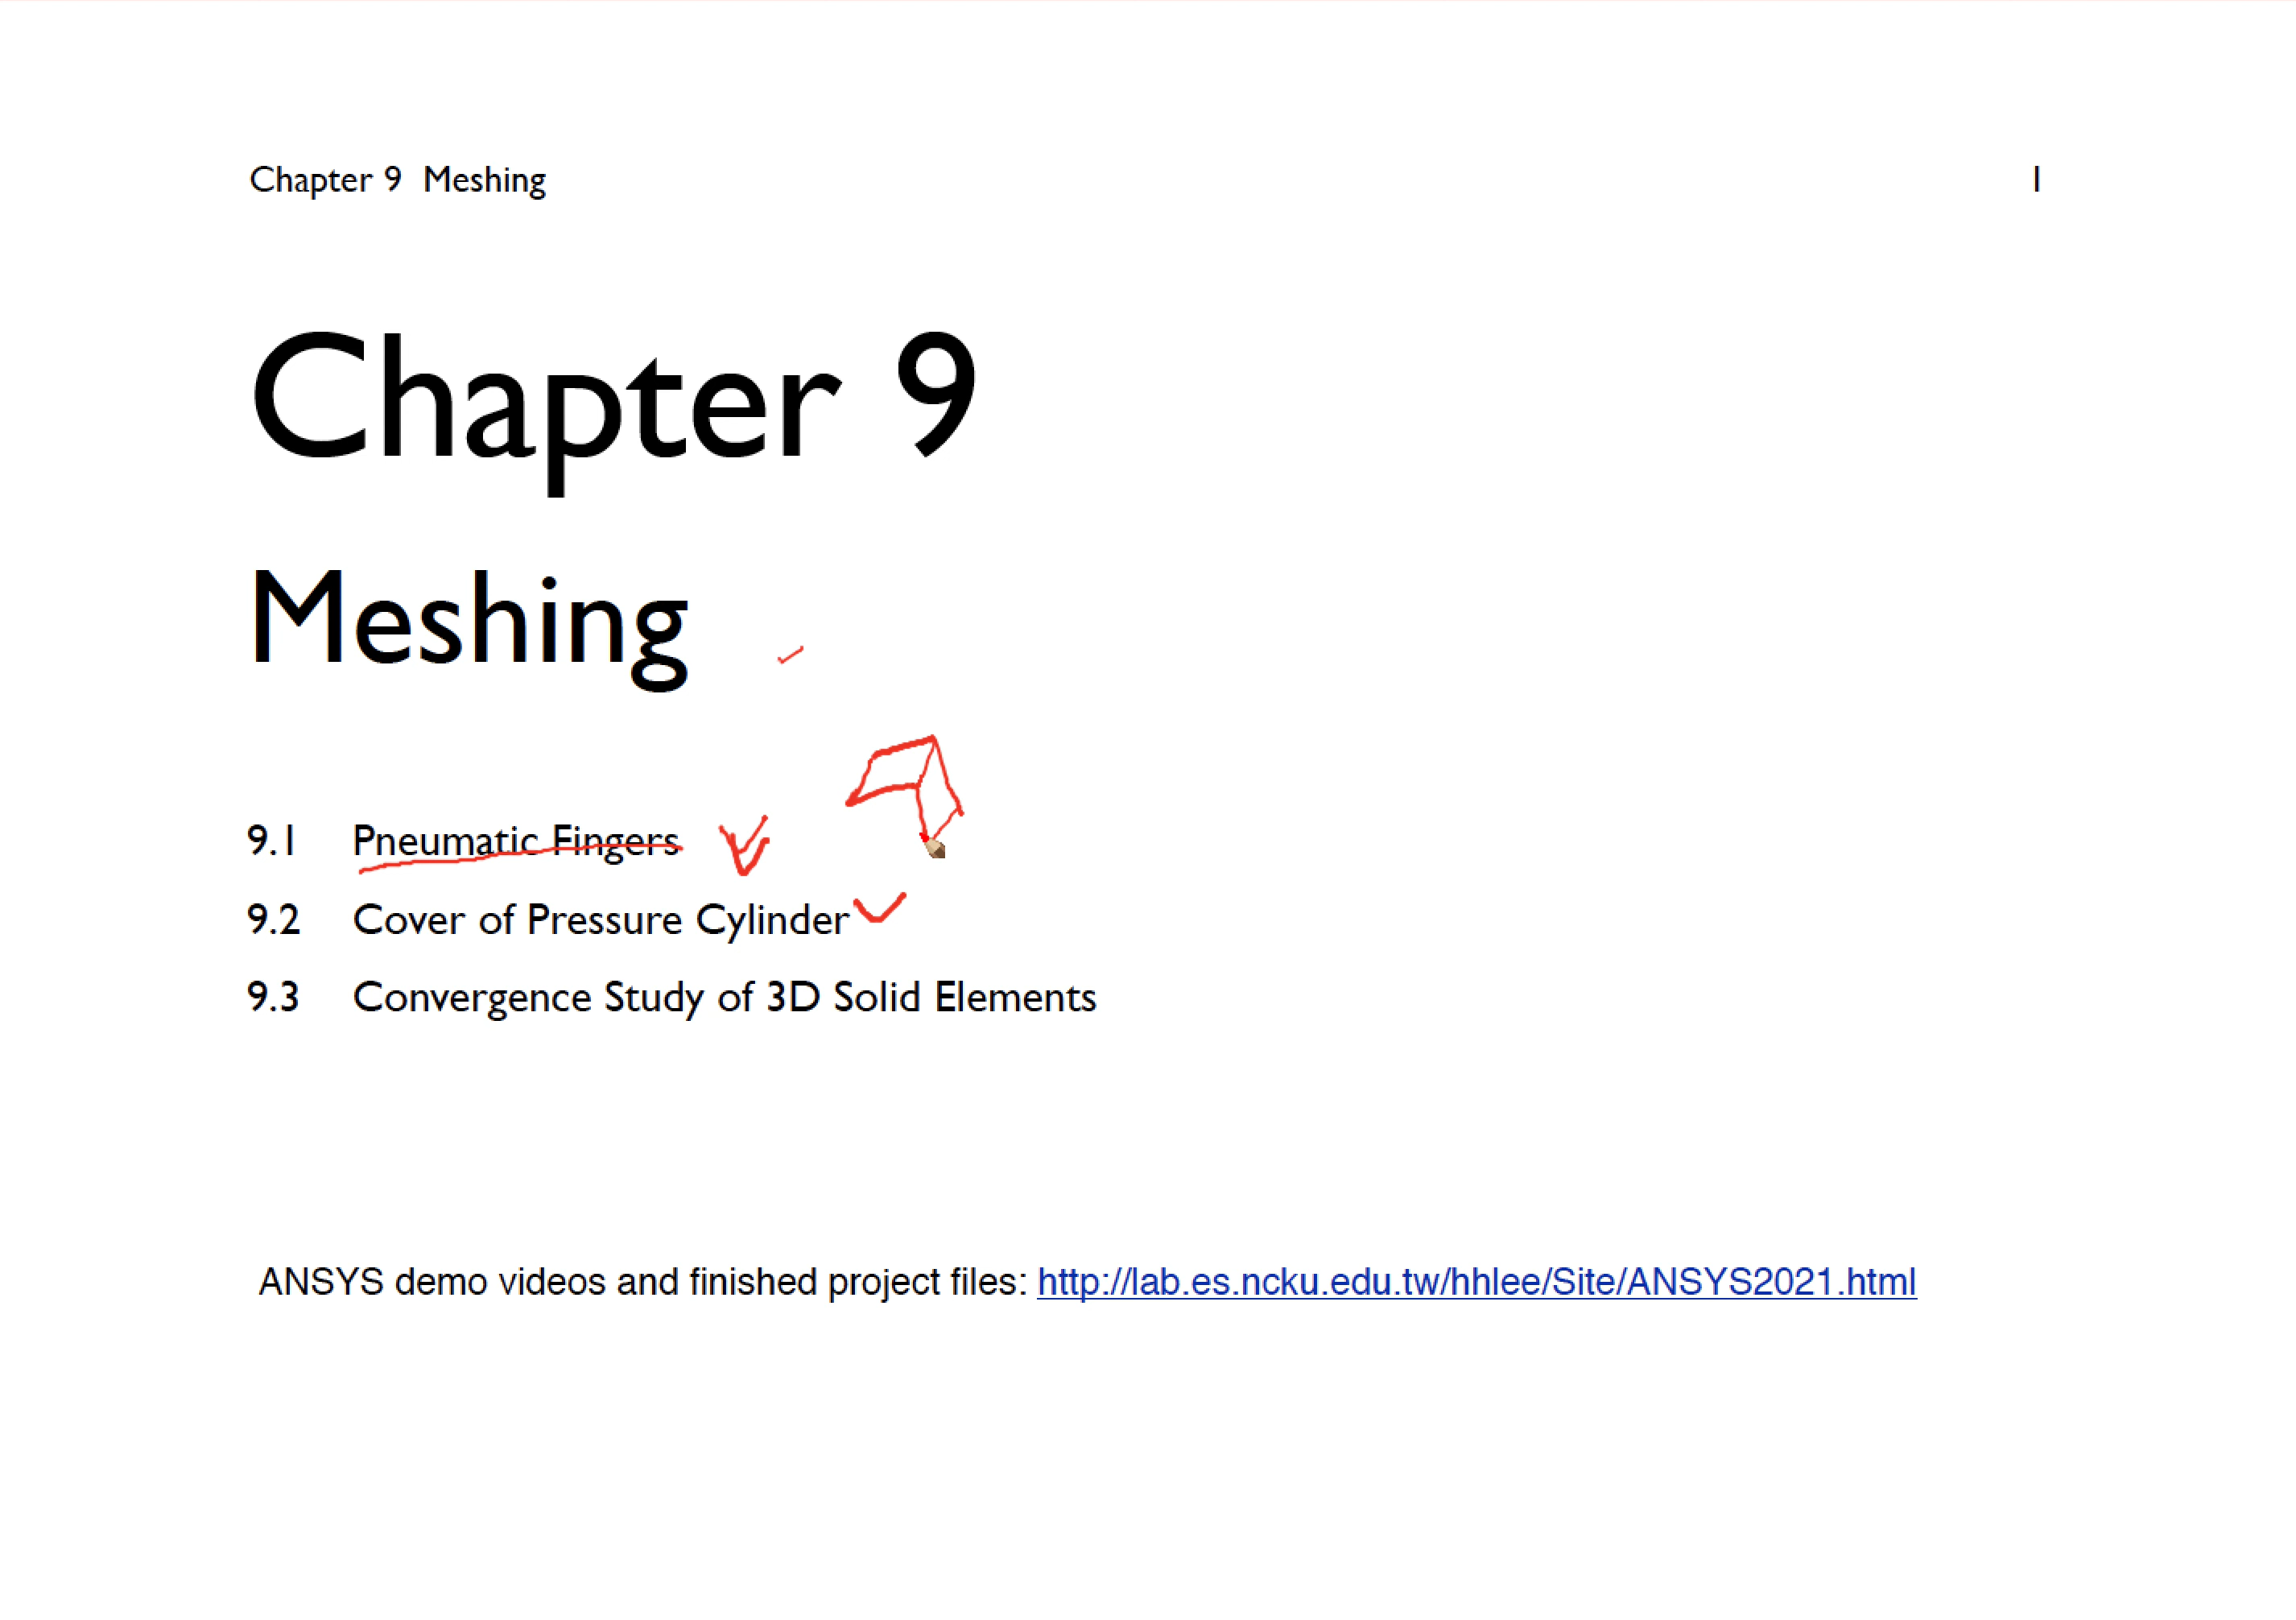 Chapter 9 Meshing 1
Chapter 9
Meshing
9.1 Pneumatic Fingers
9.2 Cover of Pressure Cylinder
9.3 Convergence Study of 3D Solid Elements
ANSYS demo videos and finished project files: http://lab.es.ncku.edu.tw/hhlee/Site/ANSYS2021.html